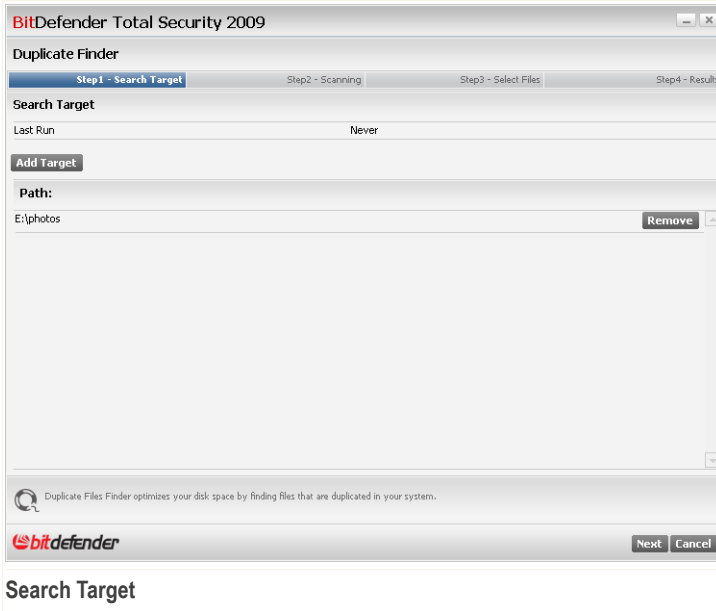 BitDefender Total Security 2009
Duplicate Finder
Step1 - Search Target Step2 - Scanning Step3 - Select Files Step4 - Results
Search Target
Last Run Never
Add Target
Path:
E:\photos Remove
Duplicate Files Finder optimizes your disk space by finding files that are duplicated in your system.
bitdefender Next Cancel
Search Target